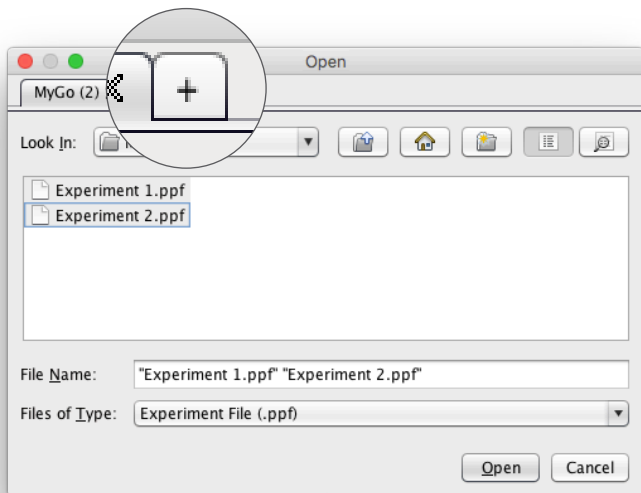 Open
MyGo (2)
+
Look In:
Experiment 1.ppf
Experiment 2.ppf
File Name: "Experiment 1.ppf" "Experiment 2.ppf"
Files of Type: Experiment File (.ppf)
Open Cancel